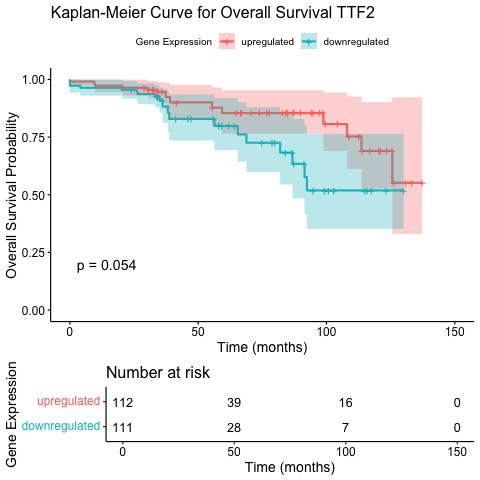 Kaplan-Meier Curve for Overall Survival TTF2
Gene Expression upregulated downregulated
1.00
0.75
0.50
0.25
0.00
Overall Survival Probability
p = 0.054
0 50 100 150
Time (months)
Number at risk
Gene Expression
upregulated 112 39 16 0
downregulated 111 28 7 0
0 50 100 150
Time (months)